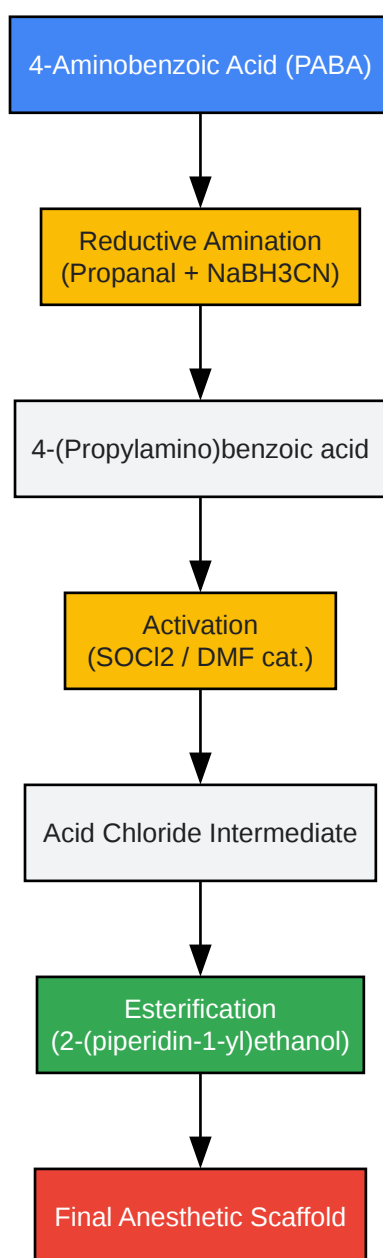 4-Aminobenzoic Acid (PABA)
Reductive Amination
(Propanal + NaBH3CN)
4-(Propylamino)benzoic acid
Activation
(SOCl2 / DMF cat.)
Acid Chloride Intermediate
Esterification
(2-(piperidin-1-yl)ethanol)
Final Anesthetic Scaffold